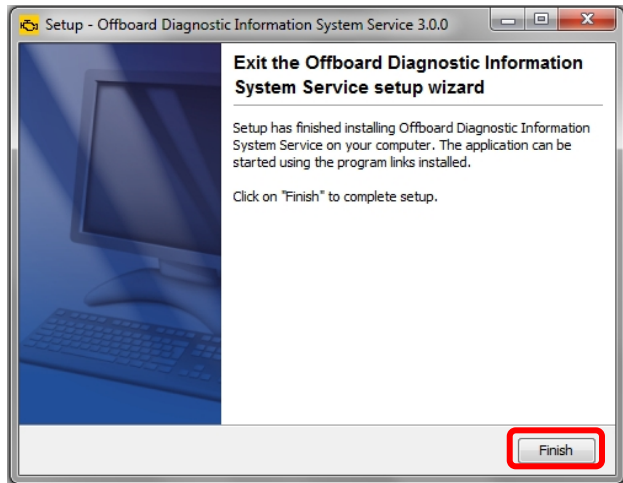 Setup - Offboard Diagnostic Information System Service 3.0.0
Exit the Offboard Diagnostic Information
System Service setup wizard
Setup has finished installing Offboard Diagnostic Information
System Service on your computer. The application can be
started using the program links installed.
Click on "Finish" to complete setup.
Finish